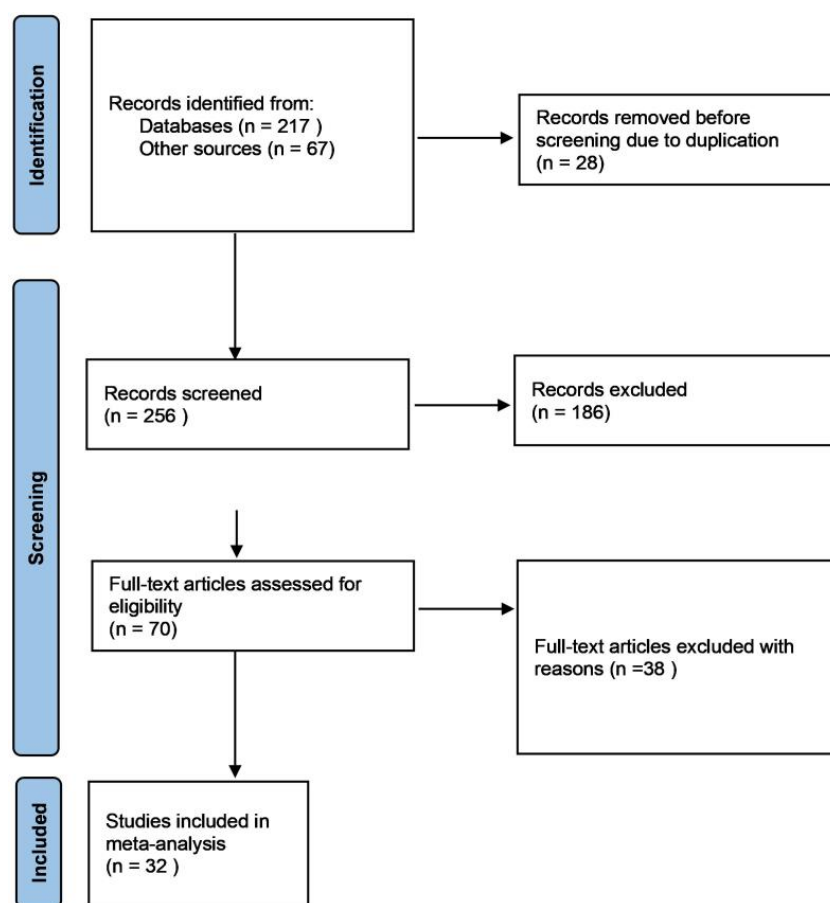 Identification
Records identified from:
Databases (n = 217 )
Other sources (n = 67)
Records removed before
screening due to duplication
(n = 28)
Screening
Records screened
(n = 256 )
Records excluded
(n = 186)
Full-text articles assessed for
eligibility
(n = 70)
Full-text articles excluded with
reasons (n =38 )
Included
Studies included in
meta-analysis
(n = 32 )